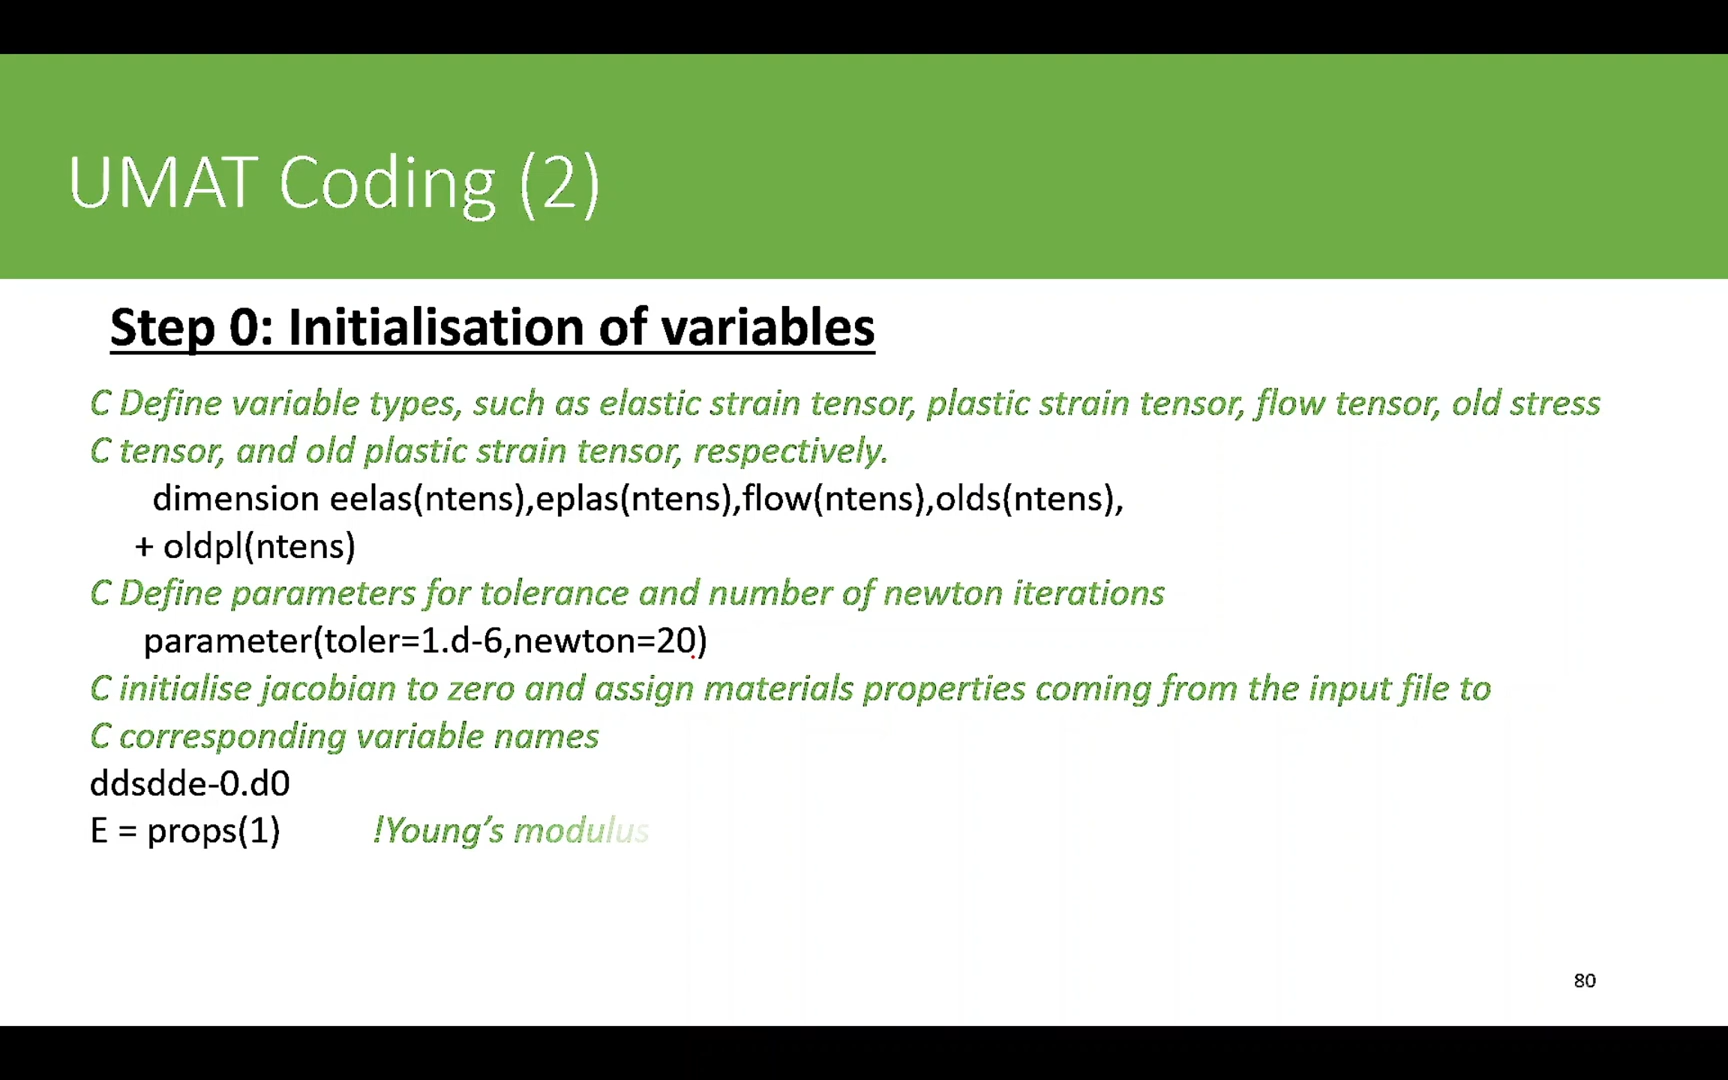 UMAT Coding (2)
Step 0: Initialisation of variables
C Define variable types, such as elastic strain tensor, plastic strain tensor, flow tensor, old stress
C tensor, and old plastic strain tensor, respectively.
dimension eelas(ntens),eplas(ntens),flow(ntens),olds(ntens),
+ oldpl(ntens)
C Define parameters for tolerance and number of newton iterations
parameter(toler=1.d-6,newton=20)
C initialise jacobian to zero and assign materials properties coming from the input file to
C corresponding variable names
ddsdde-0.d0
E = props(1) !Young’s modulus
80